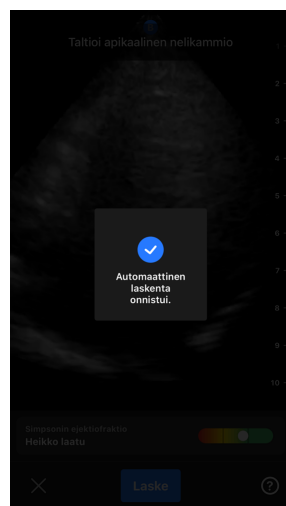 Taltioi apikaalinen nelikammio
2
3
4
5
6
7
8
9
10
Automaattinen
laskenta
onnistui.
Simpsonin ejektiofraktio
Heikko laatu
Laske
?